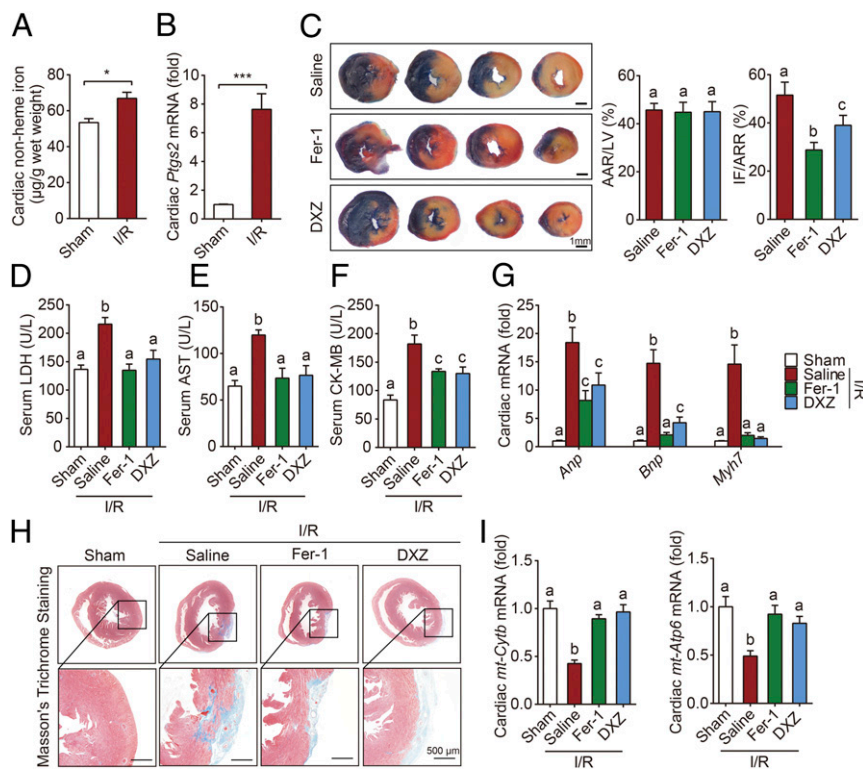 A
Cardiac non-heme iron
(μg/g wet weight)
80
60
40
20
0
*
Sham
I/R
B
Cardiac Ptgs2 mRNA (fold)
10
8
6
4
2
0
***
Sham
I/R
C
Saline
Fer-1
DXZ
1mm
AAR/LV (%)
60
40
20
0
a
a
a
Saline
Fer-1
DXZ
IF/ARR (%)
60
40
20
0
a
b
c
Saline
Fer-1
DXZ
D
Serum LDH (U/L)
250
200
150
100
50
0
a
b
a
a
Sham
Saline
Fer-1
DXZ
I/R
E
Serum AST (U/L)
150
100
50
0
a
b
a
a
Sham
Saline
Fer-1
DXZ
I/R
F
Serum CK-MB (U/L)
250
200
150
100
50
0
a
b
c
c
Sham
Saline
Fer-1
DXZ
I/R
G
Cardiac mRNA (fold)
25
20
15
10
5
0
a
b
c
c
a
b
a
c
a
b
a
a
Anp
Bnp
Myh7
Sham
Saline
Fer-1
DXZ
I/R
H
I/R
Sham
Saline
Fer-1
DXZ
Masson's Trichrome Staining
500 μm
I
Cardiac mt-Cytb mRNA (fold)
1.5
1.0
0.5
0.0
a
b
a
a
Sham
Saline
Fer-1
DXZ
I/R
Cardiac mt-Atp6 mRNA (fold)
1.5
1.0
0.5
0.0
a
b
a
a
Sham
Saline
Fer-1
DXZ
I/R